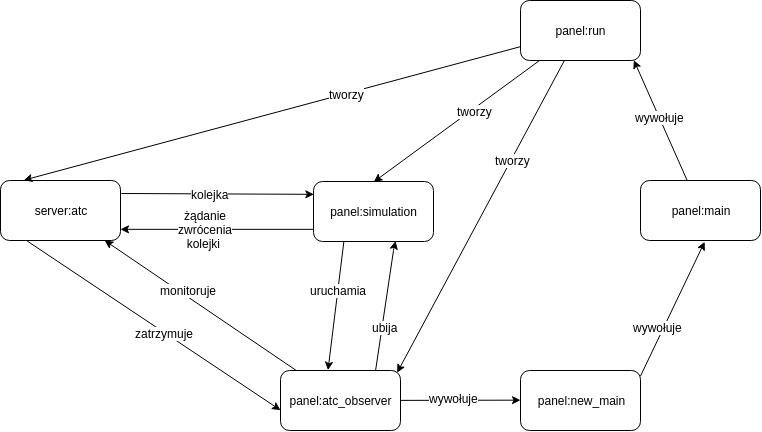 panel:run
tworzy
tworzy
wywołuje
tworzy
server:atc
kolejka
żądanie
zwrócenia
kolejki
panel:simulation
panel:main
monitoruje
uruchamia
zatrzymuje
ubija
wywołuje
panel:atc_observer
wywołuje
panel:new_main